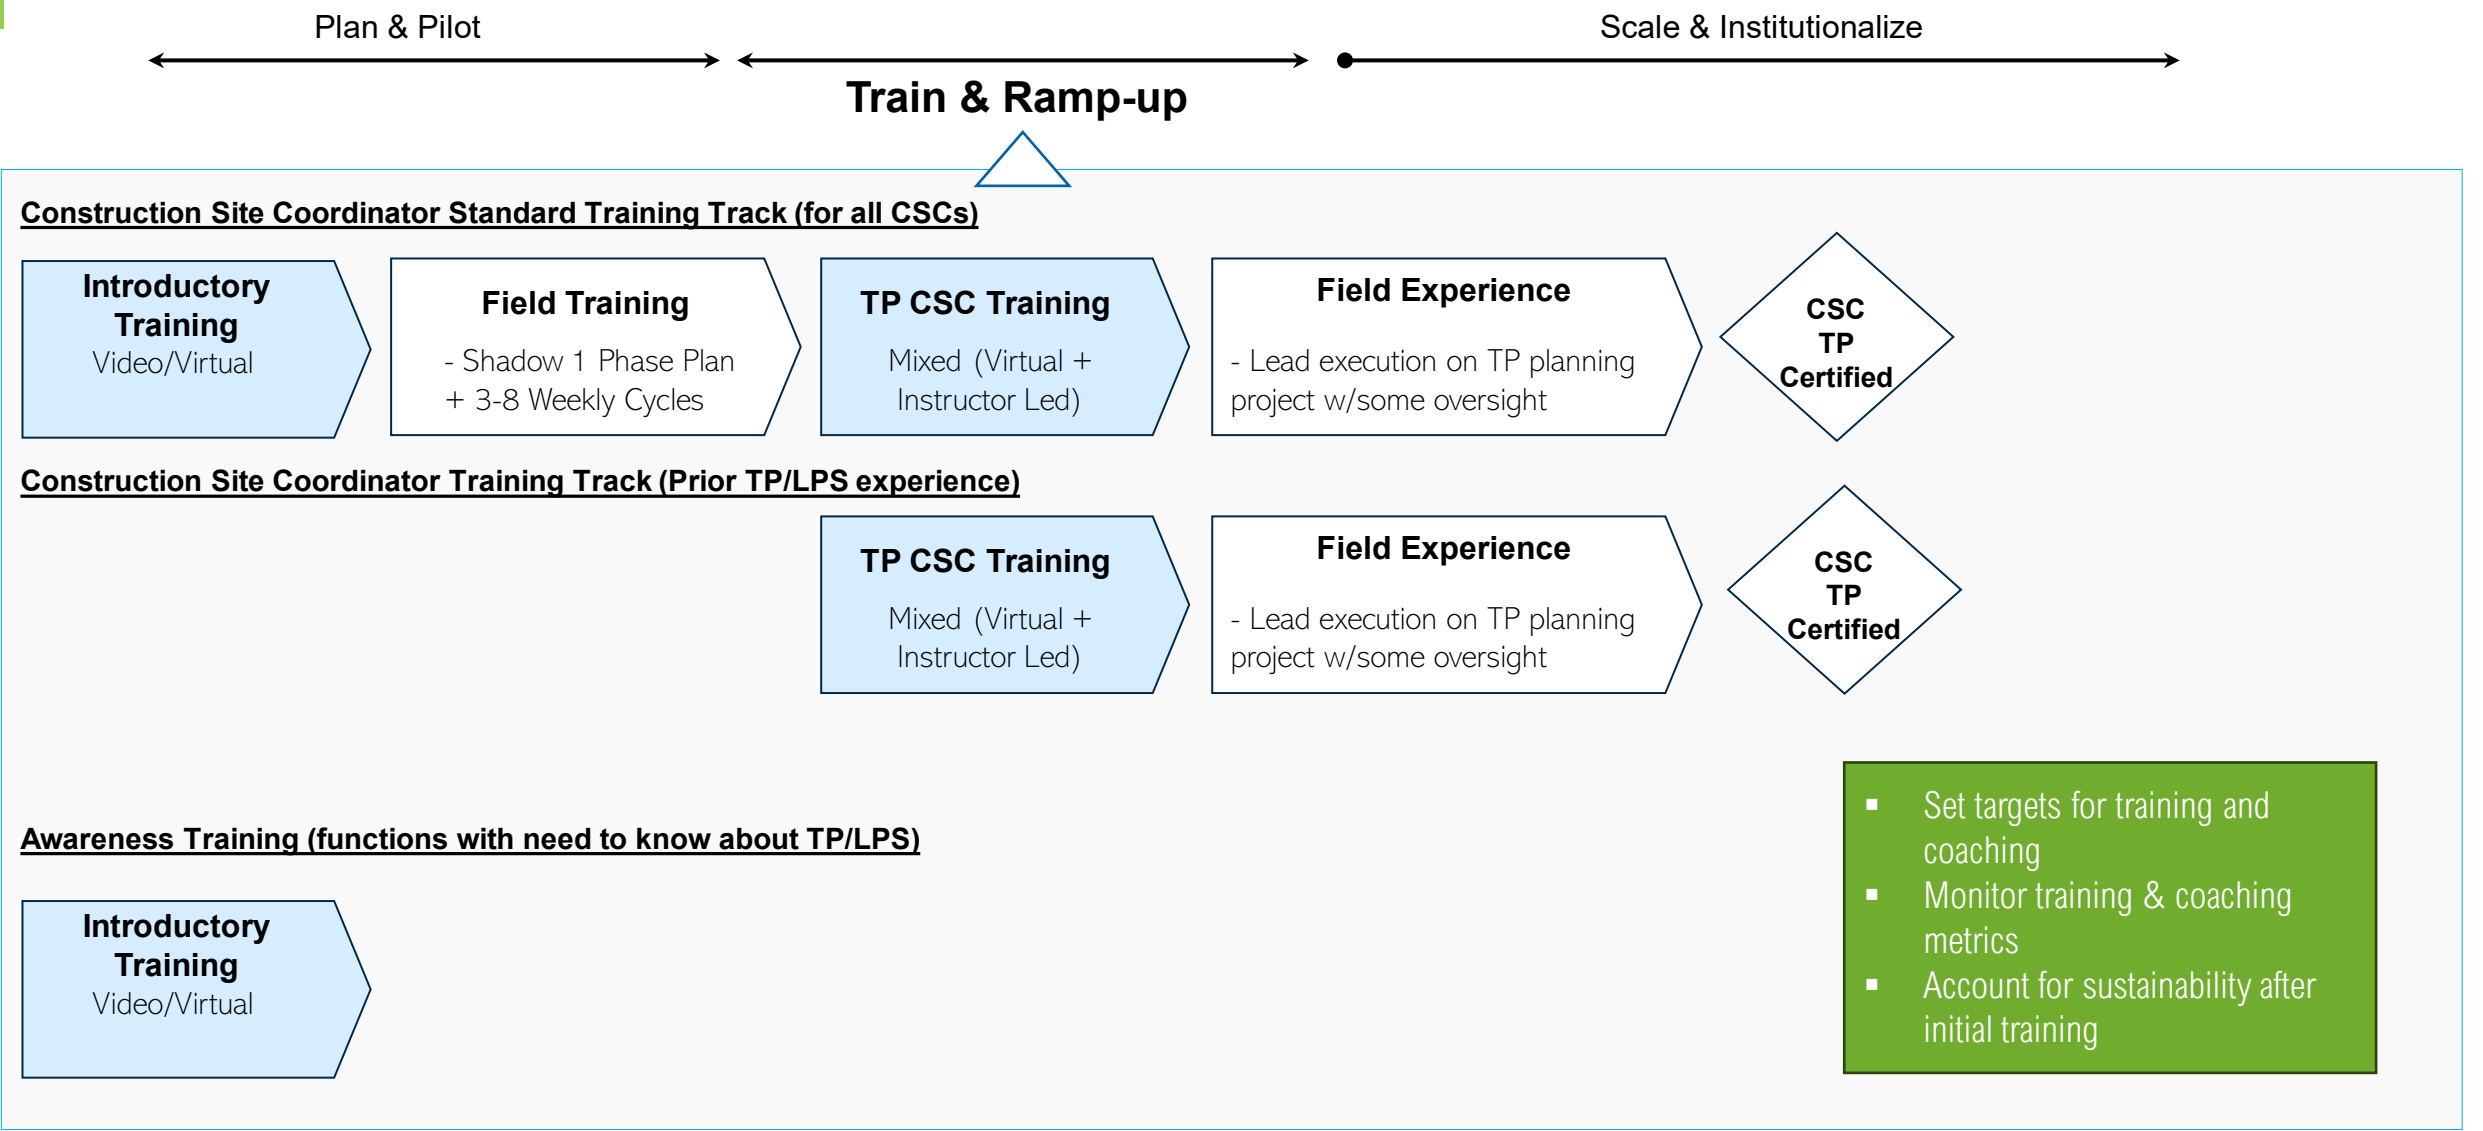 Plan & Pilot
Scale & Institutionalize
Train & Ramp-up
Construction Site Coordinator Standard Training Track (for all CSCs)
Introductory
Training
Video/Virtual
Field Training
- Shadow 1 Phase Plan
+ 3-8 Weekly Cycles
TP CSC Training
Mixed (Virtual +
Instructor Led)
Field Experience
- Lead execution on TP planning
project w/some oversight
CSC
TP
Certified
Construction Site Coordinator Training Track (Prior TP/LPS experience)
TP CSC Training
Mixed (Virtual +
Instructor Led)
Field Experience
- Lead execution on TP planning
project w/some oversight
CSC
TP
Certified
Awareness Training (functions with need to know about TP/LPS)
Introductory
Training
Video/Virtual
▪ Set targets for training and
coaching
▪ Monitor training & coaching
metrics
▪ Account for sustainability after
initial training